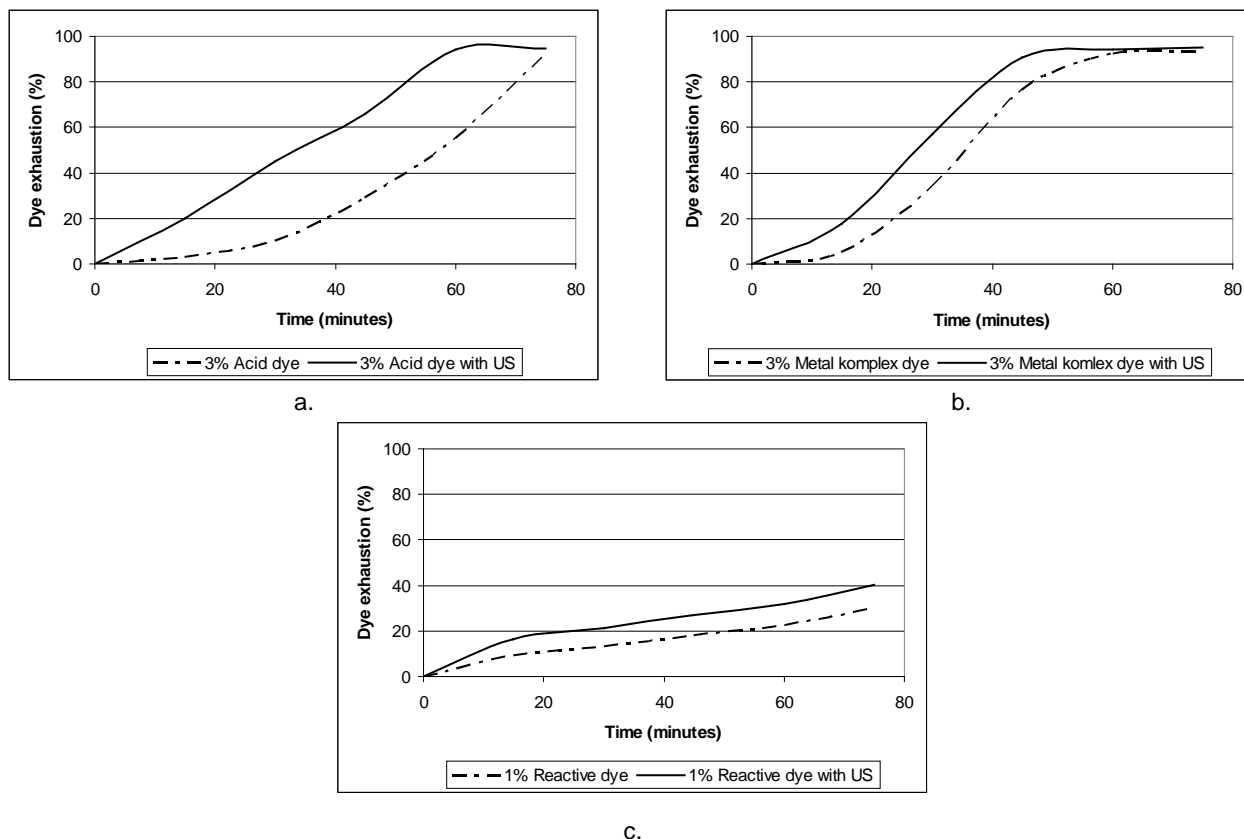 100
80
60
40
20
0
Dye exhaustion (%)
0 20 40 60 80
Time (minutes)
3% Acid dye 3% Acid dye with US
a.
100
80
60
40
20
0
Dye exhaustion (%)
0 20 40 60 80
Time (minutes)
3% Metal komplex dye 3% Metal komlex dye with US
b.
100
80
60
40
20
0
Dye exhaustion (%)
0 20 40 60 80
Time (minutes)
1% Reactive dye 1% Reactive dye with US
c.